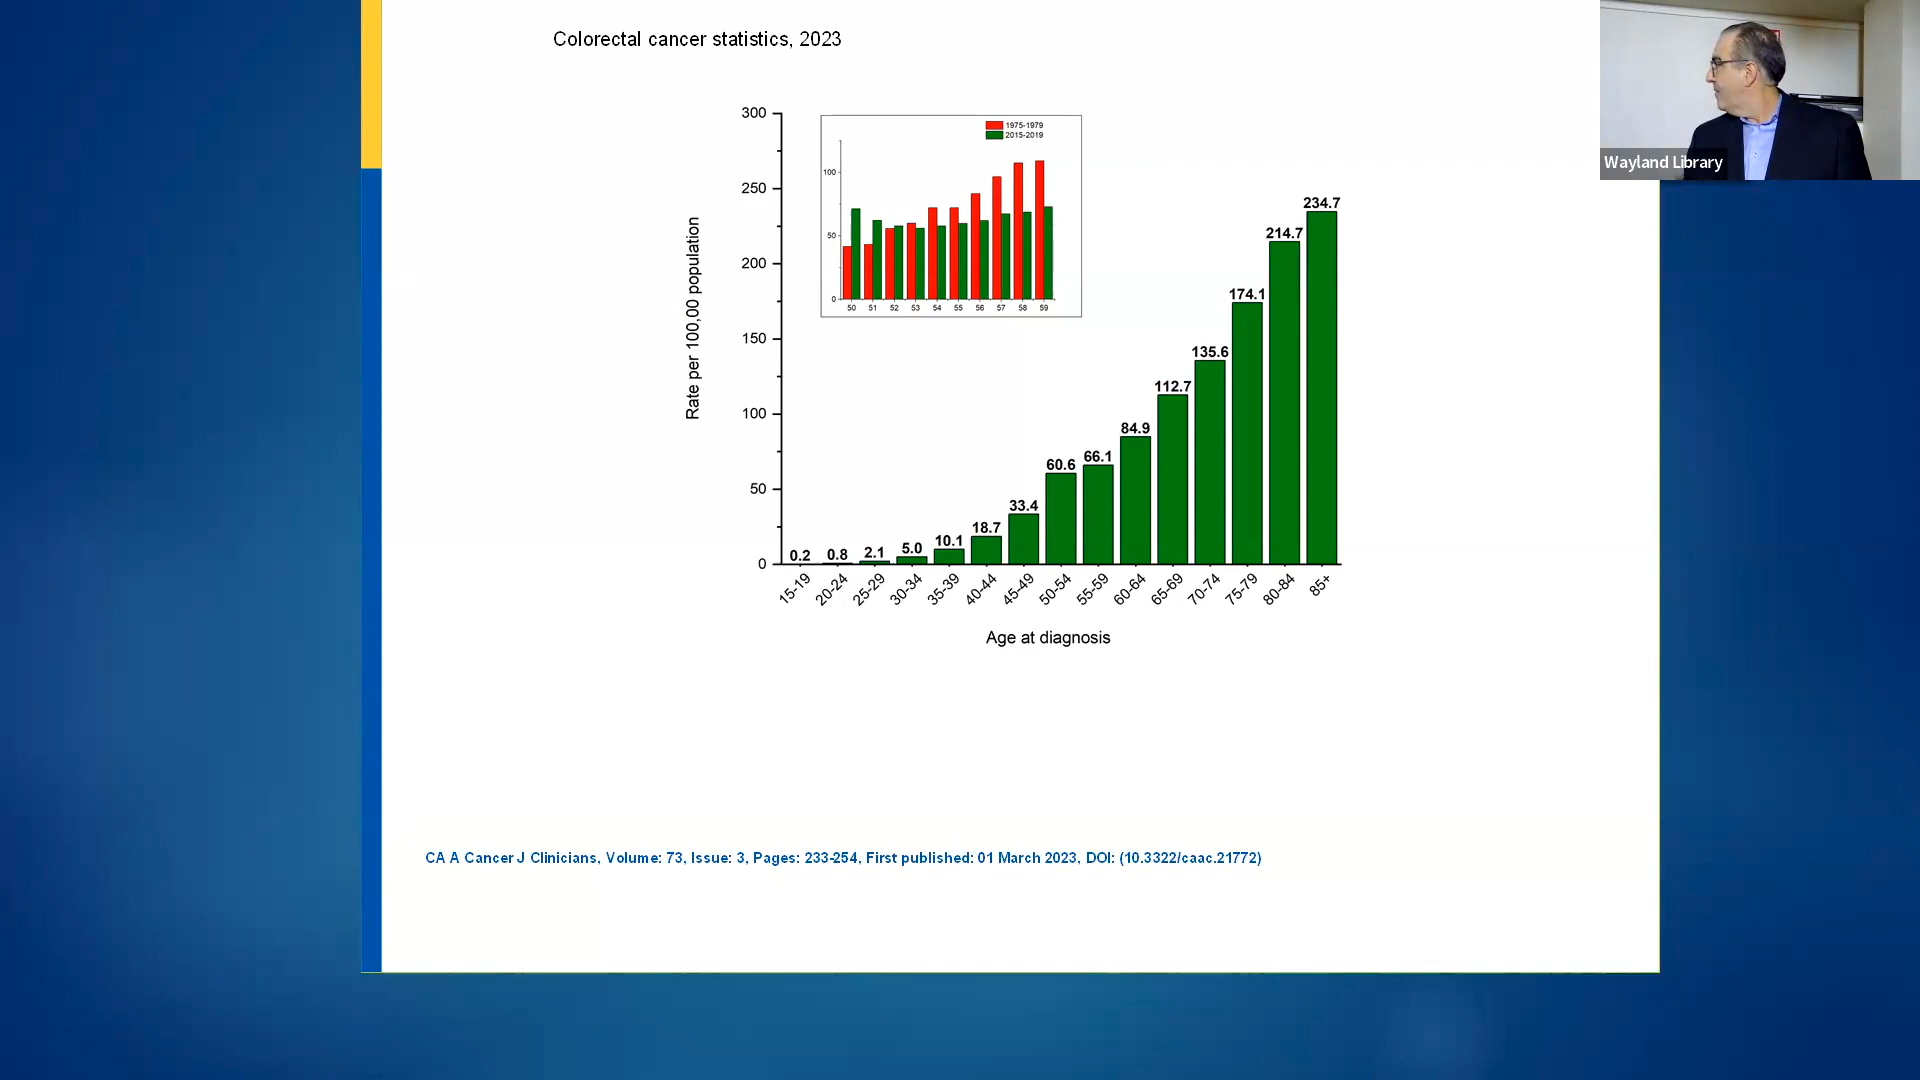 Colorectal cancer statistics, 2023
Wayland Library
300
250
200
150
100
50
0
Rate per 100,00 population
1975-1979
2015-2019
100
50
0
50 51 52 53 54 55 56 57 58 59
0.2 0.8 2.1 5.0 10.1 18.7 33.4 60.6 66.1 84.9 112.7 135.6 174.1 214.7 234.7
15-19 20-24 25-29 30-34 35-39 40-44 45-49 50-54 55-59 60-64 65-69 70-74 75-79 80-84 85+
Age at diagnosis
CA A Cancer J Clinicians, Volume: 73, Issue: 3, Pages: 233-254, First published: 01 March 2023, DOI: (10.3322/caac.21772)